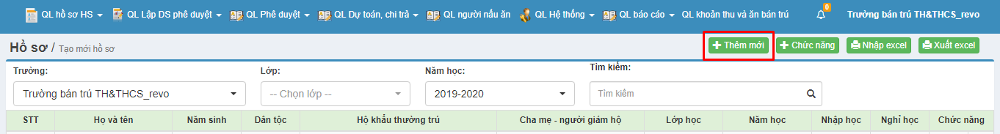 QL hồ sơ HS QL Lập DS phê duyệt QL Phê duyệt QL Dự toán, chi trả QL người nấu ăn QL Hệ thống QL báo cáo QL khoản thu và ăn bán trú 0 Trường bán trú TH&THCS_revo
Hồ sơ / Tạo mới hồ sơ Thêm mới Chức năng Nhập excel Xuất excel
Trường: Lớp: Năm học: Tìm kiếm:
Trường bán trú TH&THCS_revo -- Chọn lớp -- 2019-2020 Tìm kiếm
STT Họ và tên Năm sinh Dân tộc Hộ khẩu thường trú Cha mẹ - người giám hộ Lớp học Năm học Nhập học Nghỉ học Chức năng